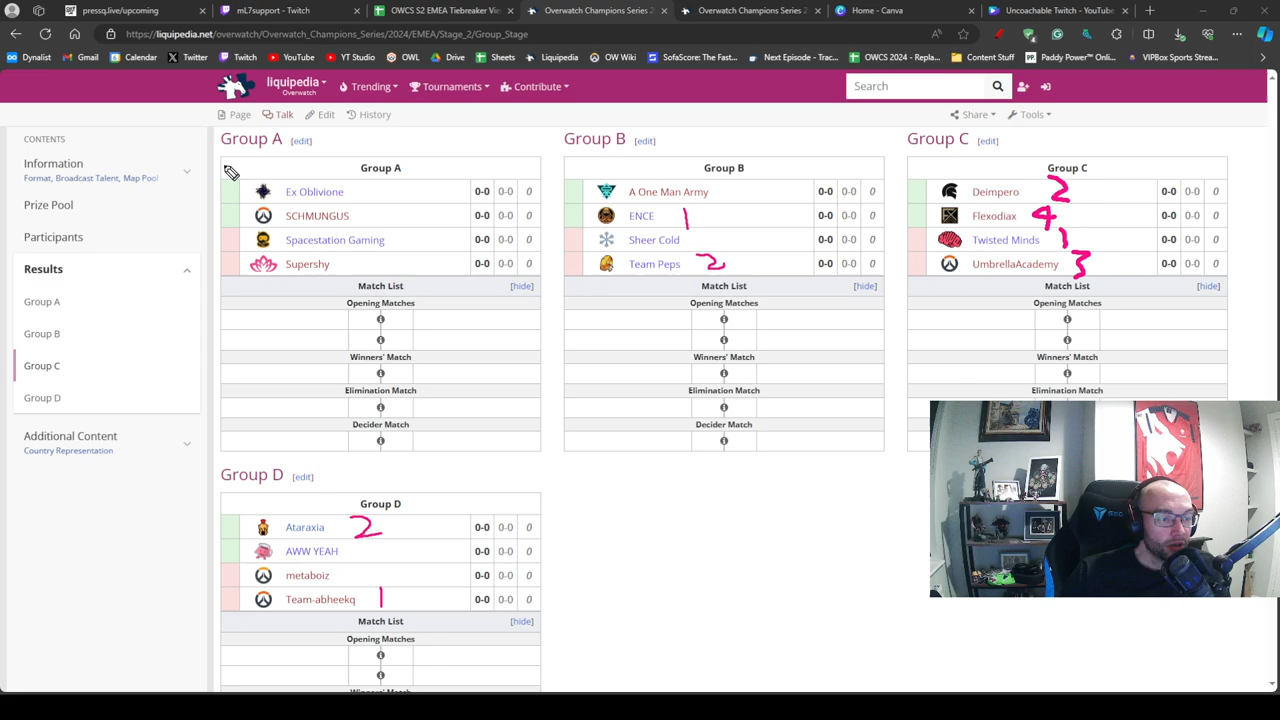 pressq.live/upcoming
mL7support - Twitch
OWCS S2 EMEA Tiebreaker Vie
Overwatch Champions Series 2
Overwatch Champions Series 2
Home - Canva
Uncoachable Twitch - YouTube
https://liquipedia.net/overwatch/Overwatch_Champions_Series/2024/EMEA/Stage_2/Group_Stage
Dynalist Gmail Calendar Twitter Twitch YouTube YT Studio OWL Drive Sheets Liquipedia OW Wiki SofaScore: The Fast... Next Episode - Trac... OWCS 2024 - Repla... Content Stuff Paddy Power™ Onli... VIPBox Sports Strea...
liquipedia
Overwatch
Trending Tournaments Contribute Search
Page Talk Edit History Share Tools
CONTENTS
Information
Format, Broadcast Talent, Map Pool
Prize Pool
Participants
Results
Group A
Group B
Group C
Group D
Additional Content
Country Representation
Group A [edit]
Group A
Ex Oblivione 0-0 0-0 0
SCHMUNGUS 0-0 0-0 0
Spacestation Gaming 0-0 0-0 0
Supershy 0-0 0-0 0
Match List [hide]
Opening Matches
Winners' Match
Elimination Match
Decider Match
Group B [edit]
Group B
A One Man Army 0-0 0-0 0
ENCE 1 0-0 0-0 0
Sheer Cold 0-0 0-0 0
Team Peps 2 0-0 0-0 0
Match List [hide]
Opening Matches
Winners' Match
Elimination Match
Decider Match
Group C [edit]
Group C
Deimpero 2 0-0 0-0 0
Flexodiax 4 0-0 0-0 0
Twisted Minds 1 0-0 0-0 0
UmbrellaAcademy 3 0-0 0-0 0
Match List [hide]
Opening Matches
Winners' Match
Elimination Match
Group D [edit]
Group D
Ataraxia 2 0-0 0-0 0
AWW YEAH 0-0 0-0 0
metaboiz 0-0 0-0 0
Team-abheekq 1 0-0 0-0 0
Match List [hide]
Opening Matches